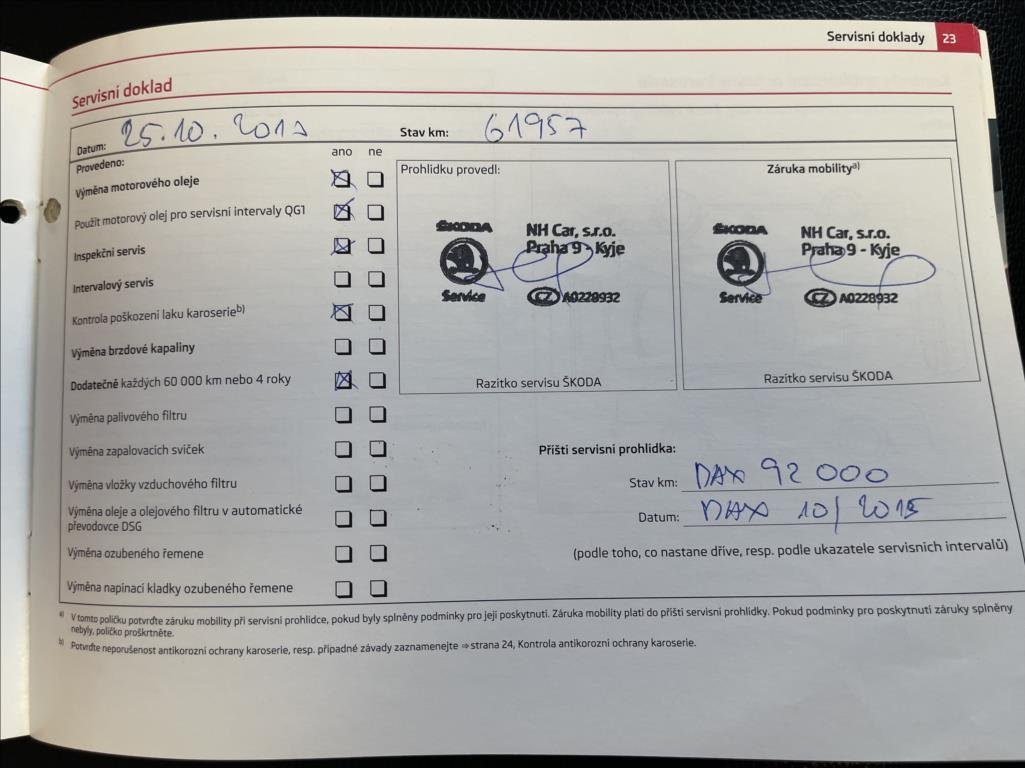 Servisní doklady 23
Servisní doklad
Datum: 25.10. Stav km: 61957
Provedeno: ano ne
Výměna motorového oleje
Použit motorový olej pro servisní intervaly QG1
Inspekční servis
Intervalový servis
Kontrola poškození laku karoserieb)
Výměna brzdové kapaliny
Dodatečně každých 60 000 km nebo 4 roky
Výměna palivového filtru
Výměna zapalovacích svíček
Výměna vložky vzduchového filtru
Výměna oleje a olejového filtru v automatické
převodovce DSG
Výměna ozubeného řemene
Výměna napínací kladky ozubeného řemene
Prohlídku provedl:
ŠKODA NH Car, s.r.o.
Praha 9 - Kyje
Service CZ A0228932
Razítko servisu ŠKODA
Záruka mobilitya)
ŠKODA NH Car, s.r.o.
Praha 9 - Kyje
Service CZ A0228932
Razítko servisu ŠKODA
Příští servisní prohlídka:
Stav km: MAX 92 000
Datum: MAX 10/2015
(podle toho, co nastane dříve, resp. podle ukazatele servisních intervalů)
a) V tomto políčku potvrďte záruku mobility při servisní prohlídce, pokud byly splněny podmínky pro její poskytnutí. Záruka mobility platí do příští servisní prohlídky. Pokud podmínky pro poskytnutí záruky splněny
nebyly, políčko proškrtněte.
b) Potvrďte neporušenost antikorozní ochrany karoserie, resp. případné závady zaznamenejte ⇒ strana 24, Kontrola antikorozní ochrany karoserie.